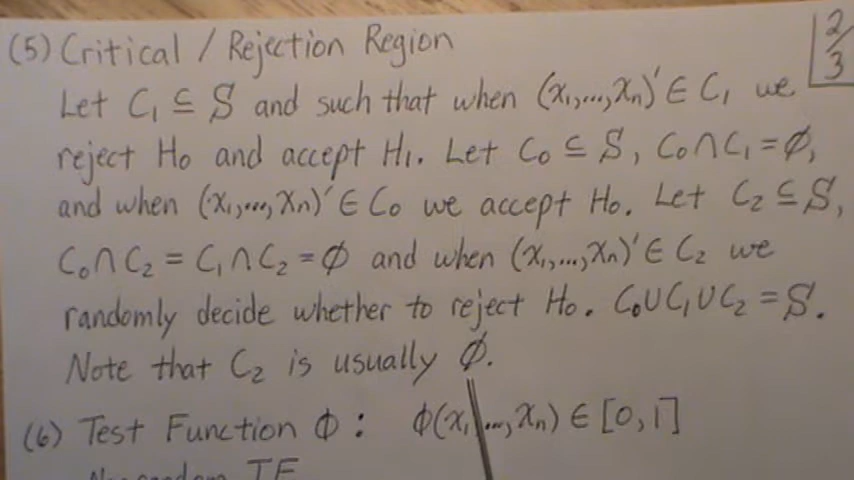 (5) Critical / Rejection Region
2/3
Let C₁ ⊆ S and such that when (x₁,...,xₙ)' ∈ C₁ we
reject H₀ and accept H₁. Let C₀ ⊆ S, C₀∩C₁ = ∅,
and when (x₁,...,xₙ)' ∈ C₀ we accept H₀. Let C₂ ⊆ S,
C₀∩C₂ = C₁∩C₂ = ∅ and when (x₁,...,xₙ)' ∈ C₂ we
randomly decide whether to reject H₀. C₀∪C₁∪C₂ = S.
Note that C₂ is usually ∅.
(6) Test Function Φ: Φ(x₁,...,xₙ) ∈ [0,1]
TF